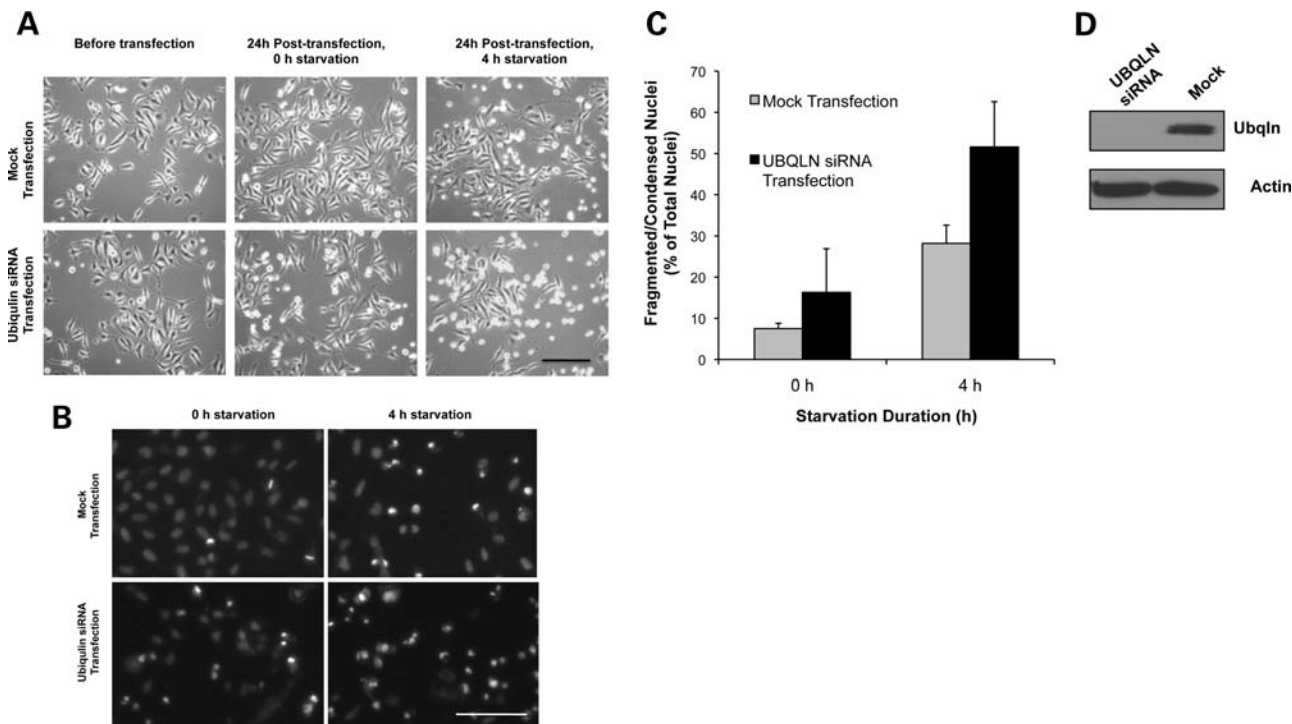 A
Before transfection
24h Post-transfection,
0 h starvation
24h Post-transfection,
4 h starvation
Mock
Transfection
Ubiqulin siRNA
Transfection
B
0 h starvation
4 h starvation
Mock
Transfection
Ubiqulin siRNA
Transfection
C
Fragmented/Condensed Nuclei
(% of Total Nuclei)
70
60
50
40
30
20
10
0
Mock Transfection
UBQLN siRNA
Transfection
0 h
4 h
Starvation Duration (h)
D
UBQLN
siRNA
Mock
Ubqln
Actin